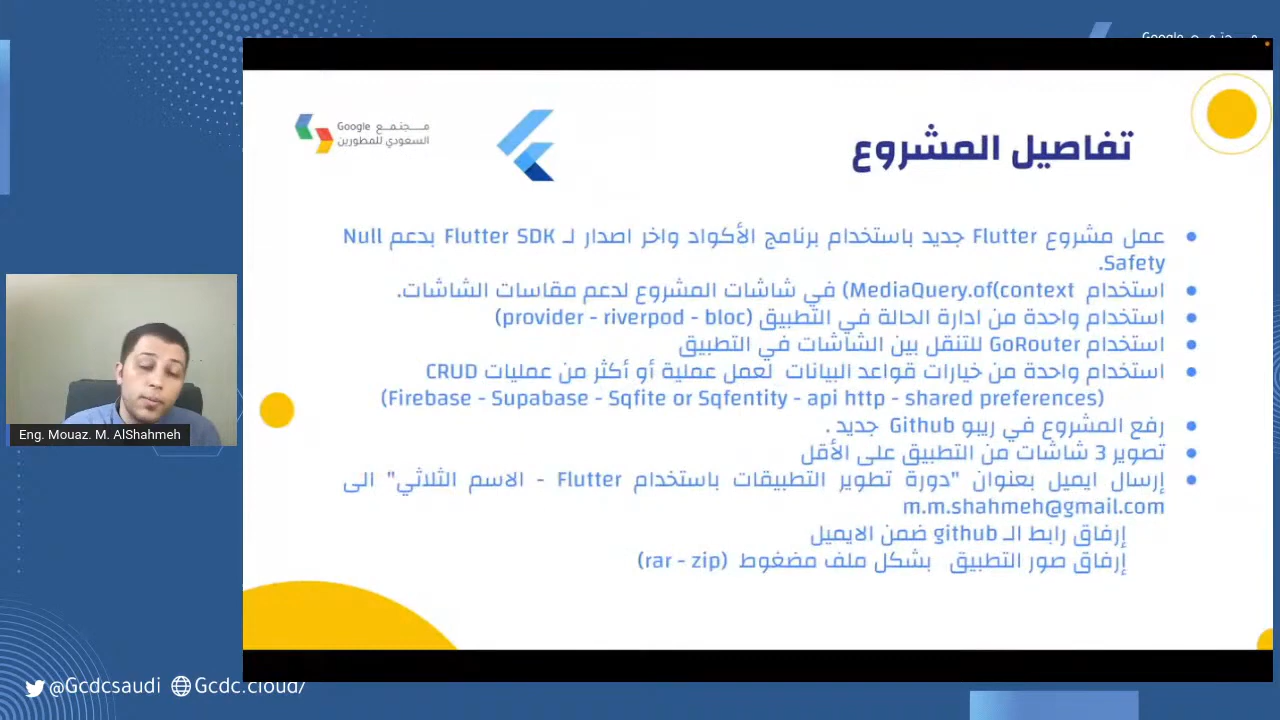 مجتمع Google
السعودي للمطورين
تفاصيل المشروع
عمل مشروع Flutter جديد باستخدام برنامج الأكواد واخر اصدار لـ Flutter SDK بدعم Null
Safety.
استخدام MediaQuery.of(context) في شاشات المشروع لدعم مقاسات الشاشات.
استخدام واحدة من ادارة الحالة في التطبيق (provider - riverpod - bloc)
استخدام GoRouter للتنقل بين الشاشات في التطبيق
استخدام واحدة من خيارات قواعد البيانات لعمل عملية أو أكثر من عمليات CRUD
(Firebase - Supabase - Sqfite or Sqfentity - api http - shared preferences)
رفع المشروع في ريبو Github جديد .
تصوير 3 شاشات من التطبيق على الأقل
إرسال ايميل بعنوان "دورة تطوير التطبيقات باستخدام Flutter - الاسم الثلاثي" الى
m.m.shahmeh@gmail.com
إرفاق رابط الـ github ضمن الايميل
إرفاق صور التطبيق بشكل ملف مضغوط (rar - zip)
Eng. Mouaz. M. AlShahmeh
@Gcdcsaudi Gcdc.cloud/